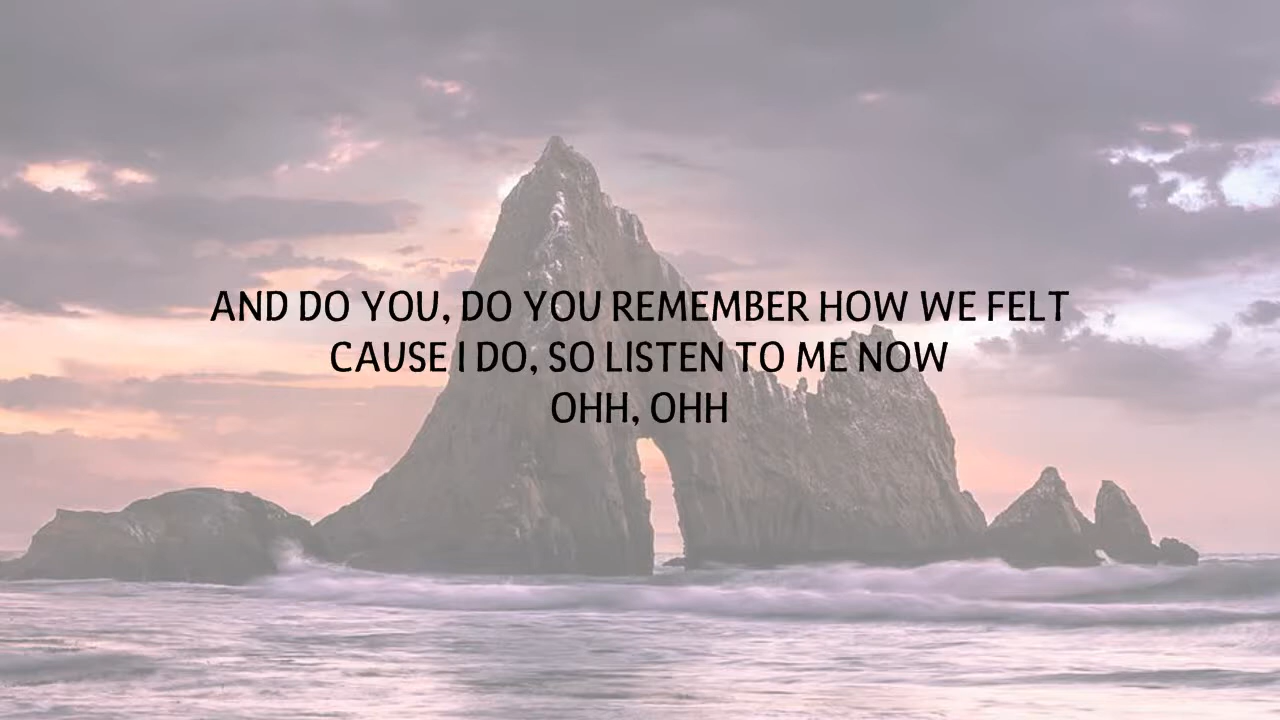 AND DO YOU, DO YOU REMEMBER HOW WE FELT
CAUSE I DO, SO LISTEN TO ME NOW
OHH, OHH